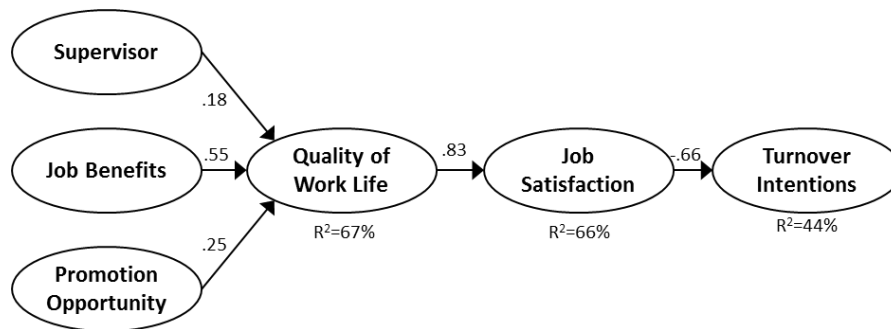 Supervisor
.18
Job Benefits
.55
Quality of
Work Life
.83
Job
Satisfaction
-.66
Turnover
Intentions
R²=67%
R²=66%
R²=44%
.25
Promotion
Opportunity